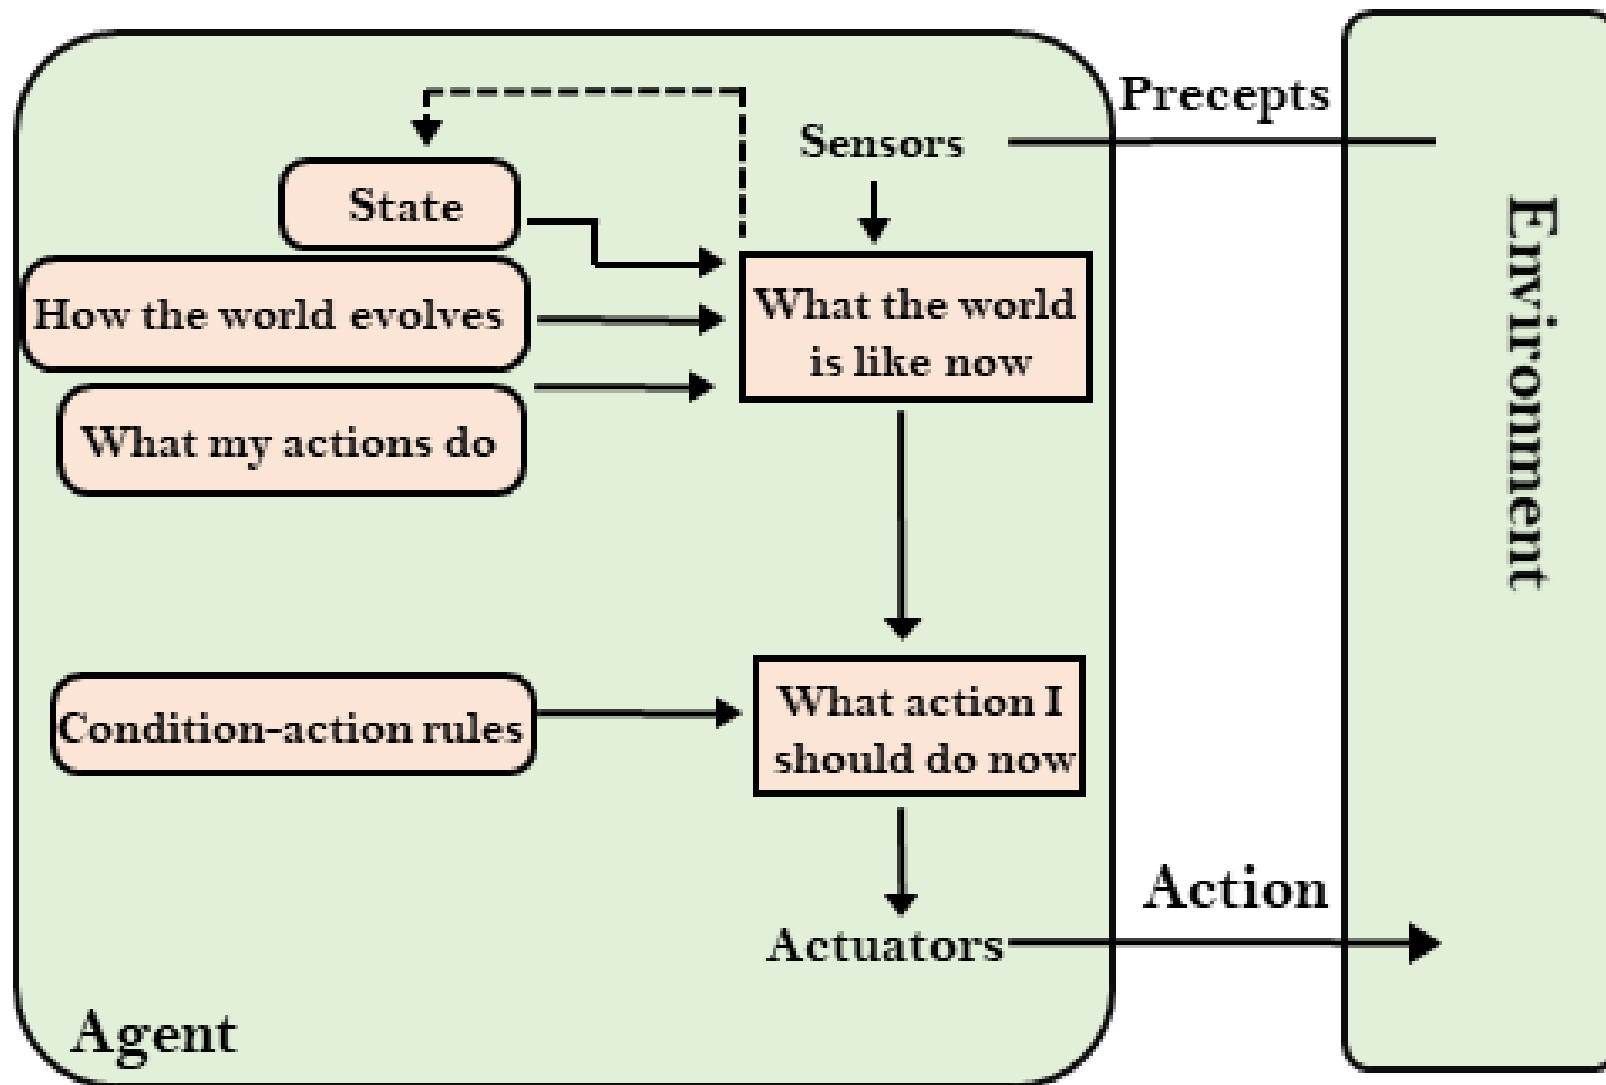 Precepts
Sensors
State
How the world evolves
What the world
is like now
What my actions do
Environment
Condition-action rules
What action I
should do now
Action
Actuators
Agent